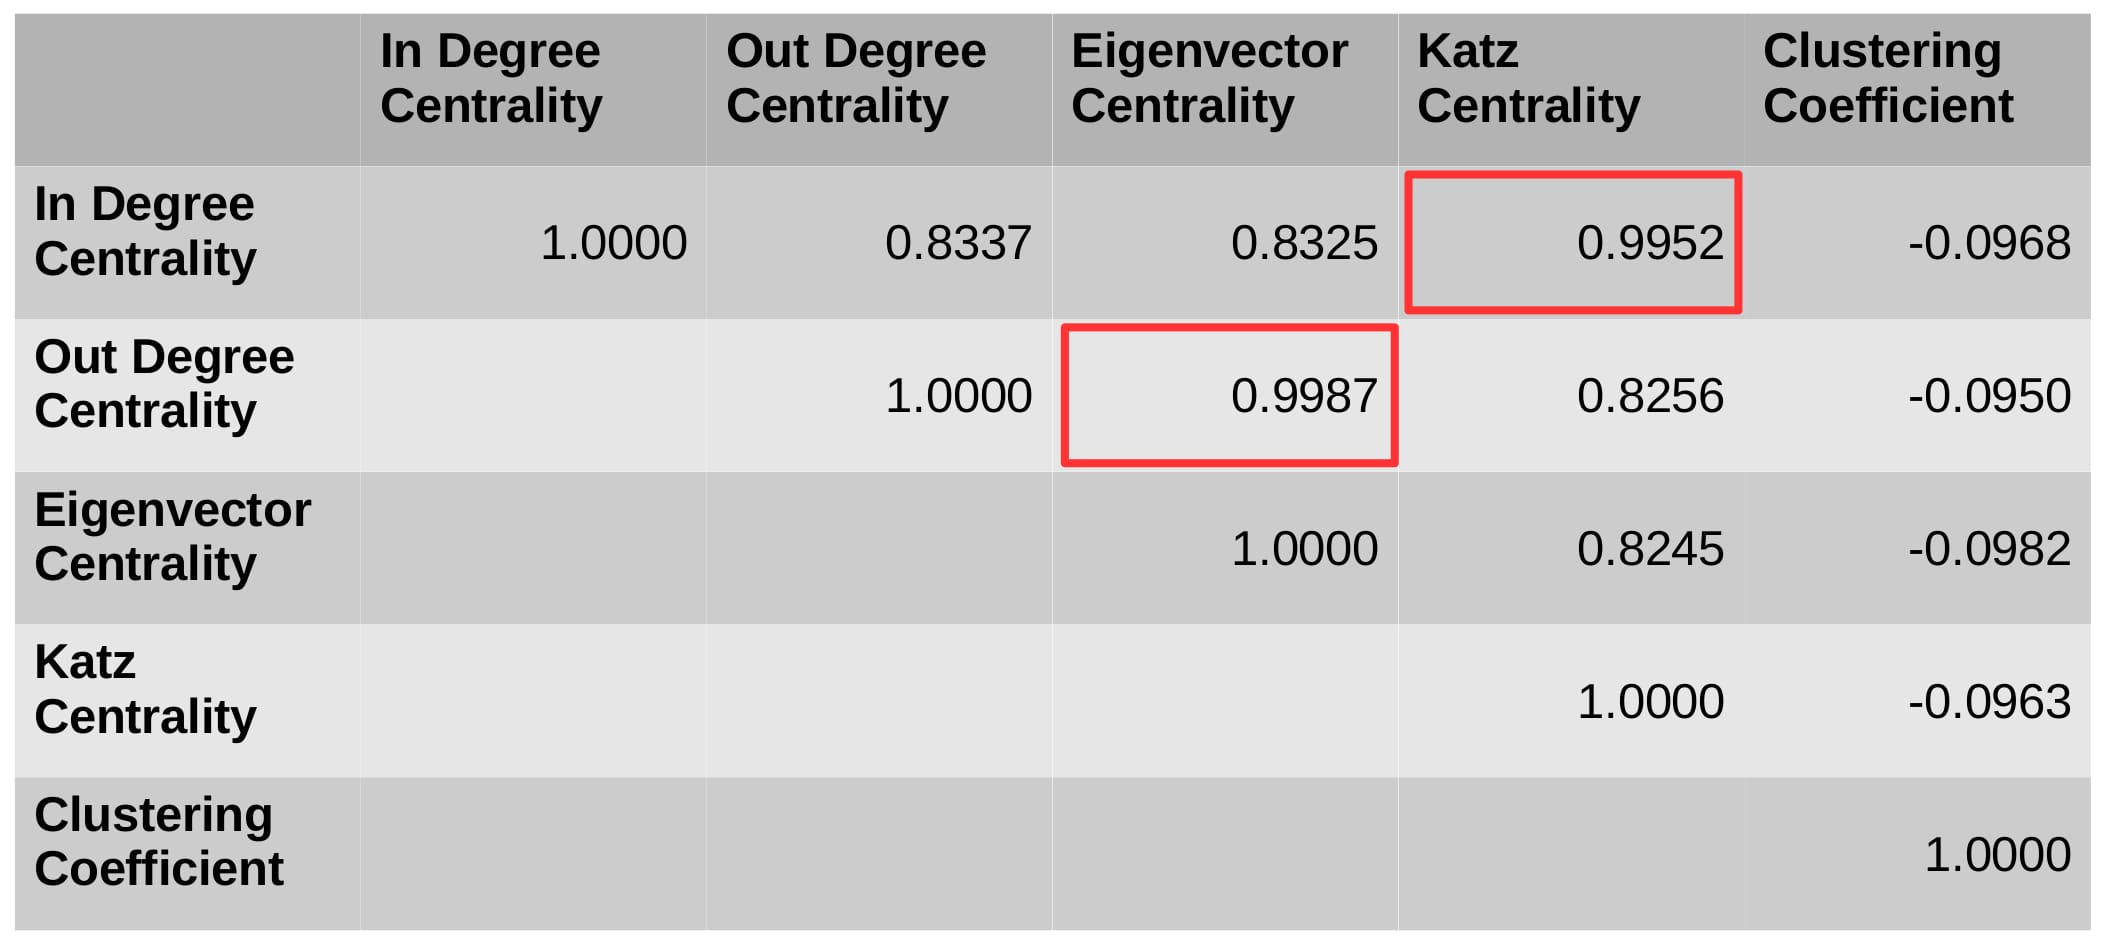 In Degree Centrality
Out Degree Centrality
Eigenvector Centrality
Katz Centrality
Clustering Coefficient
In Degree Centrality
1.0000
0.8337
0.8325
0.9952
-0.0968
Out Degree Centrality
1.0000
0.9987
0.8256
-0.0950
Eigenvector Centrality
1.0000
0.8245
-0.0982
Katz Centrality
1.0000
-0.0963
Clustering Coefficient
1.0000